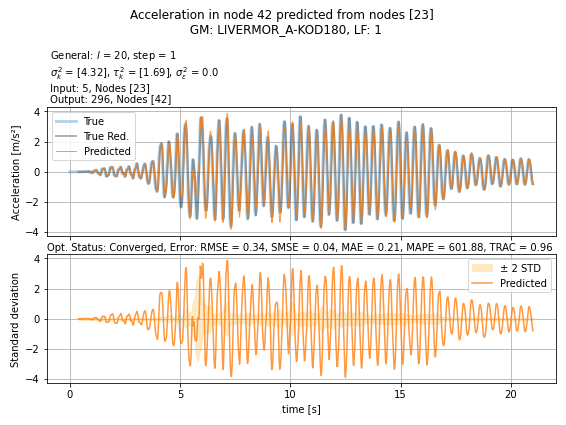 Acceleration in node 42 predicted from nodes [23]
GM: LIVERMOR_A-KOD180, LF: 1
General: l = 20, step = 1
σ²ₖ = [4.32], τ²ₖ = [1.69], σ²ε = 0.0
Input: 5, Nodes [23]
Output: 296, Nodes [42]
True
True Red.
Predicted
Acceleration [m/s²]
4
2
0
−2
−4
Opt. Status: Converged, Error: RMSE = 0.34, SMSE = 0.04, MAE = 0.21, MAPE = 601.88, TRAC = 0.96
± 2 STD
Predicted
Standard deviation
4
2
0
−2
−4
0 5 10 15 20
time [s]